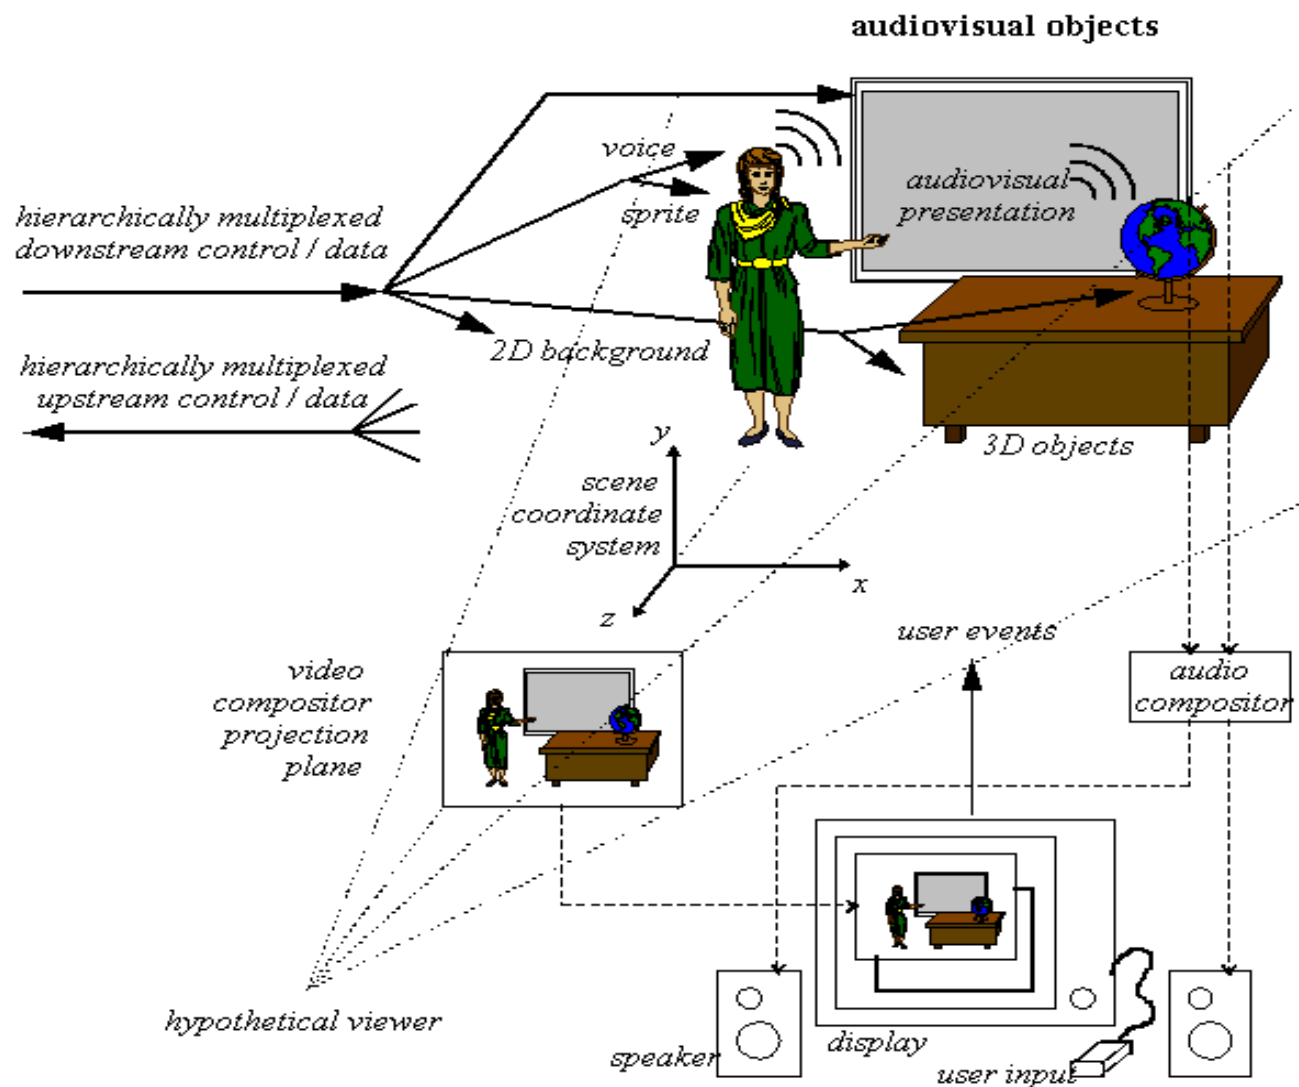 audiovisual objects
voice
sprite
audiovisual
presentation
hierarchically multiplexed
downstream control / data
2D background
hierarchically multiplexed
upstream control / data
3D objects
y
scene
coordinate
system
x
z
user events
video
compositor
projection
plane
audio
compositor
hypothetical viewer
speaker
display
user input